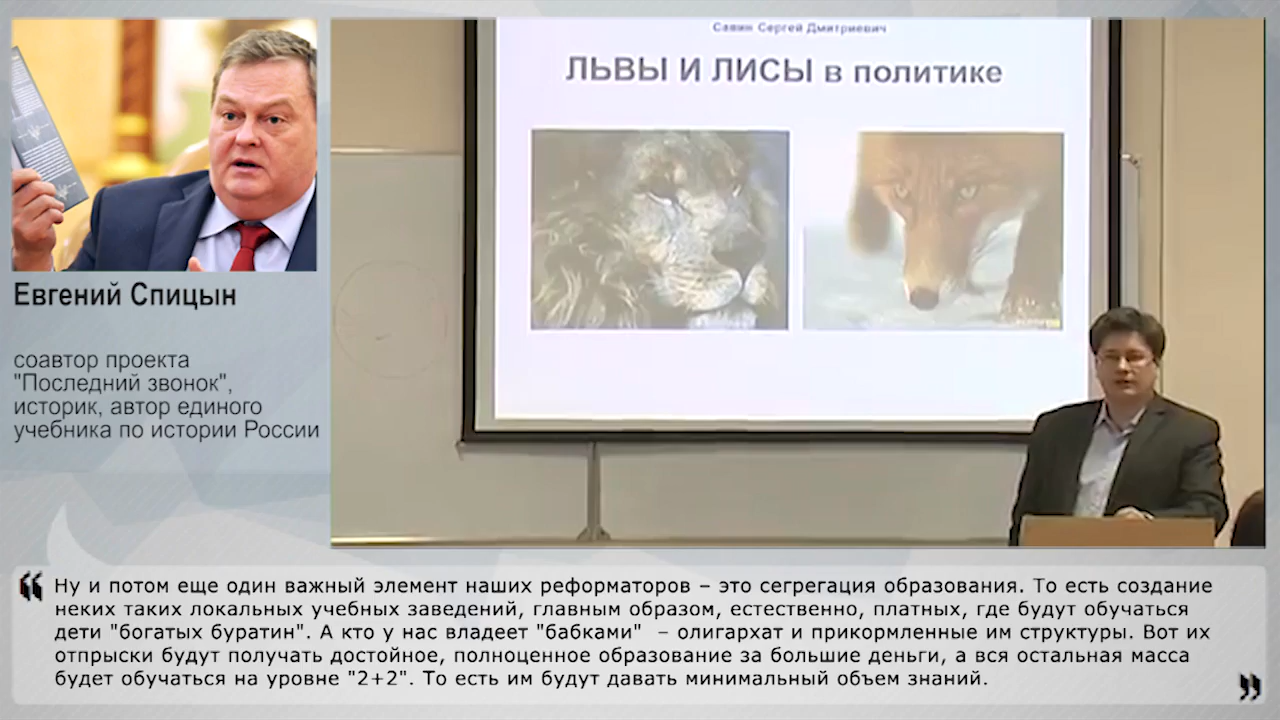 Савин Сергей Дмитриевич
ЛЬВЫ И ЛИСЫ в политике
Евгений Спицын
соавтор проекта
"Последний звонок",
историк, автор единого
учебника по истории России
Ну и потом еще один важный элемент наших реформаторов – это сегрегация образования. То есть создание
неких таких локальных учебных заведений, главным образом, естественно, платных, где будут обучаться
дети "богатых буратин". А кто у нас владеет "бабками" – олигархат и прикормленные им структуры. Вот их
отпрыски будут получать достойное, полноценное образование за большие деньги, а вся остальная масса
будет обучаться на уровне "2+2". То есть им будут давать минимальный объем знаний.